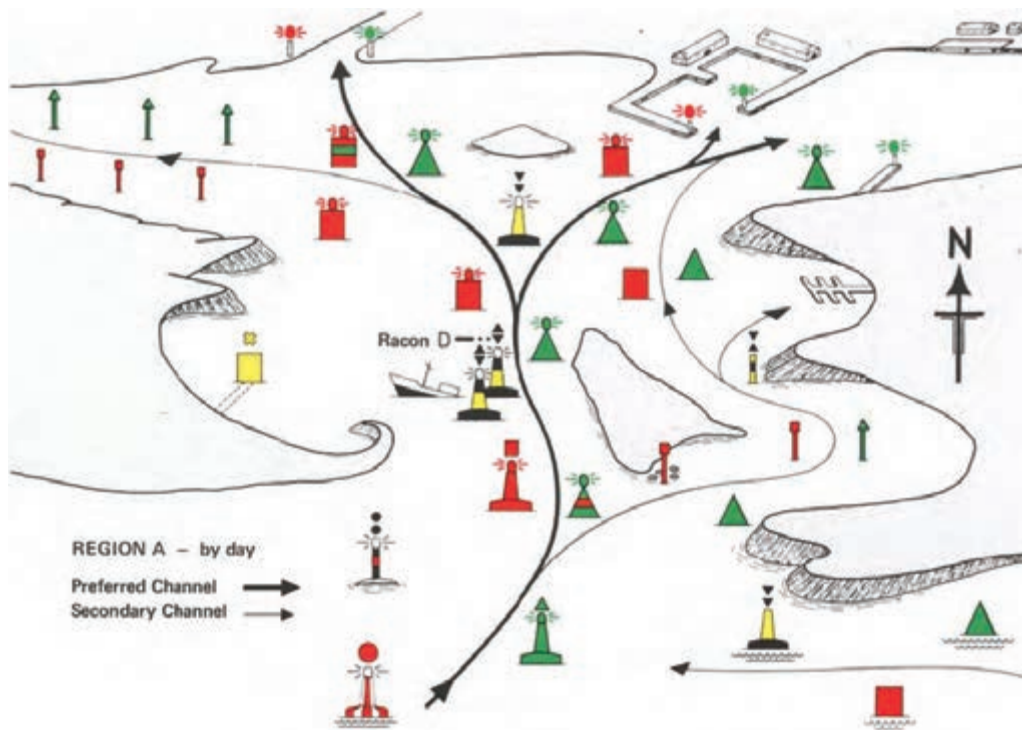 N
Racon D
REGION A - by day
Preferred Channel
Secondary Channel